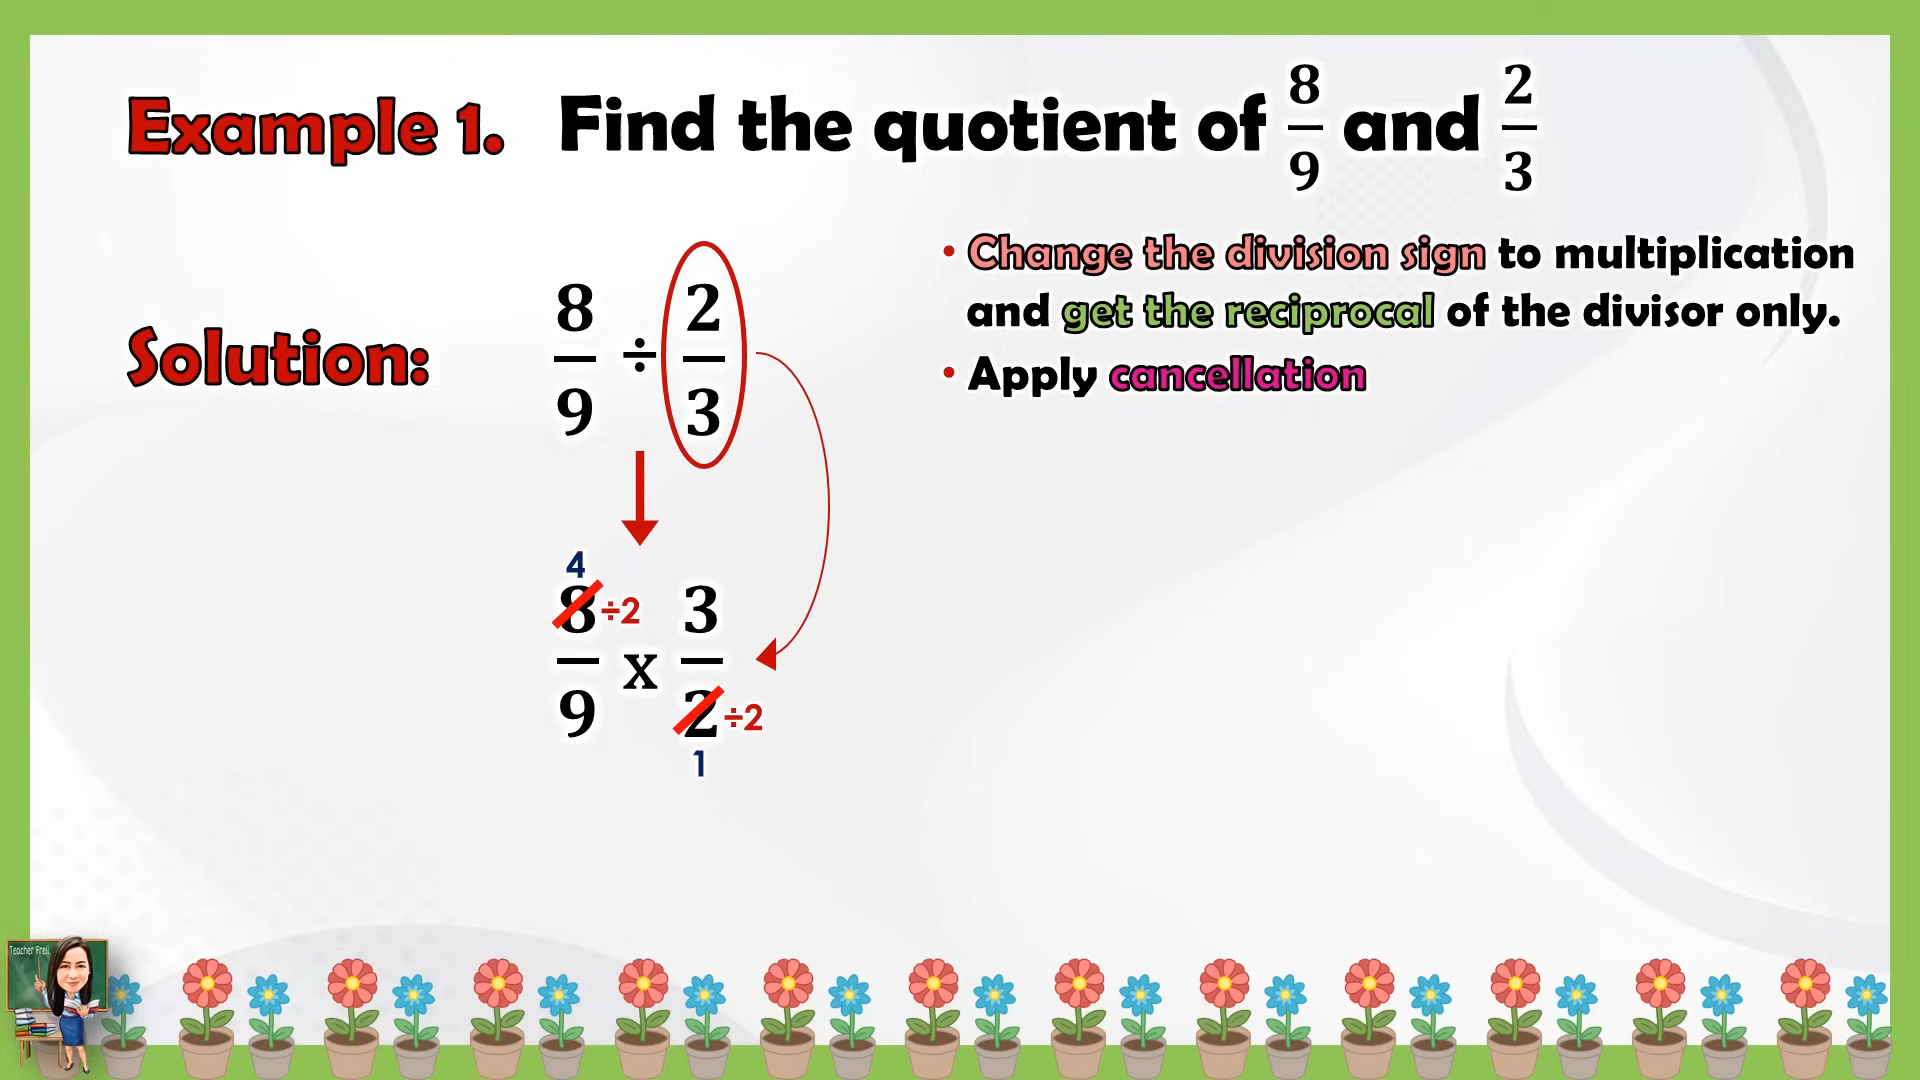 Example 1. Find the quotient of 8/9 and 2/3
• Change the division sign to multiplication
and get the reciprocal of the divisor only.
• Apply cancellation
Solution:
8/9 ÷ 2/3
4
8 ÷2 3
x
9 2 ÷2
1
Teacher Frell